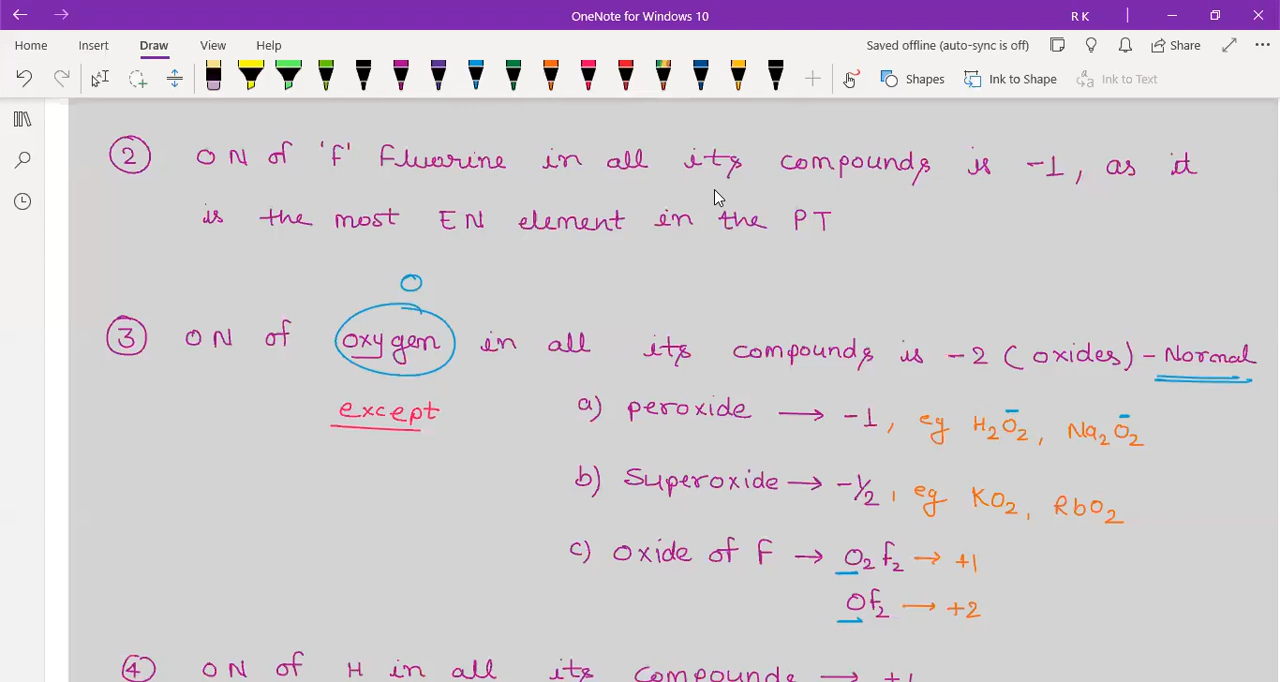 OneNote for Windows 10
R K
Home Insert Draw View Help
Saved offline (auto-sync is off) Share
Shapes Ink to Shape Ink to Text
② ON of 'f' Fluorine in all its compounds is -1, as it
is the most EN element in the PT
O
③ ON of oxygen in all its compounds is -2 (oxides) - Normal
except a) peroxide → -1, eg H₂O₂, Na₂O₂
b) Superoxide → -1/2, eg KO₂, RbO₂
c) Oxide of F → O₂f₂ → +1
Of₂ → +2
④ ON of H in all its compounds → +1